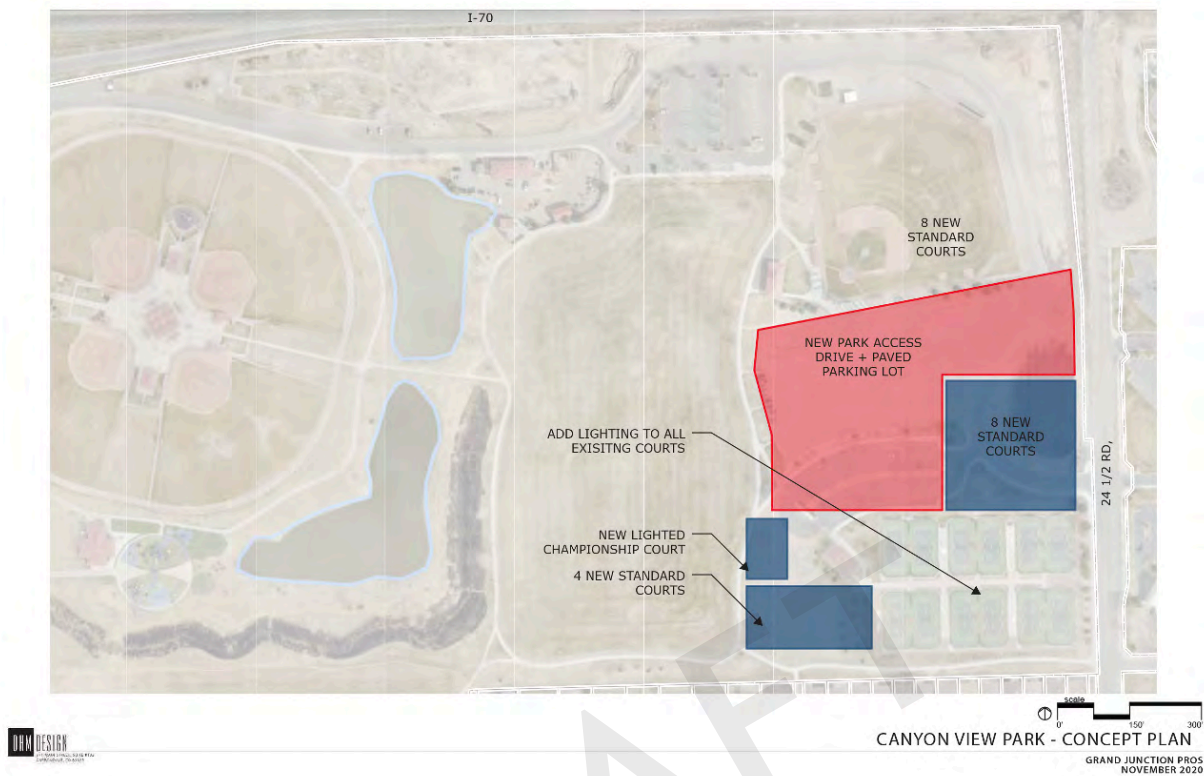 I-70
8 NEW
STANDARD
COURTS
NEW PARK ACCESS
DRIVE + PAVED
PARKING LOT
8 NEW
STANDARD
COURTS
ADD LIGHTING TO ALL
EXISITNG COURTS
24 1/2 RD,
NEW LIGHTED
CHAMPIONSHIP COURT
4 NEW STANDARD
COURTS
AFT
scale
0' 150' 300'
DHM DESIGN
CANYON VIEW PARK - CONCEPT PLAN
GRAND JUNCTION PROS
NOVEMBER 2020